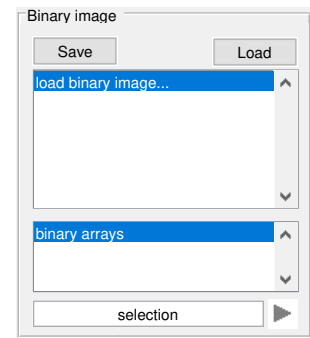 Binary image
Save
Load
load binary image...
binary arrays
selection